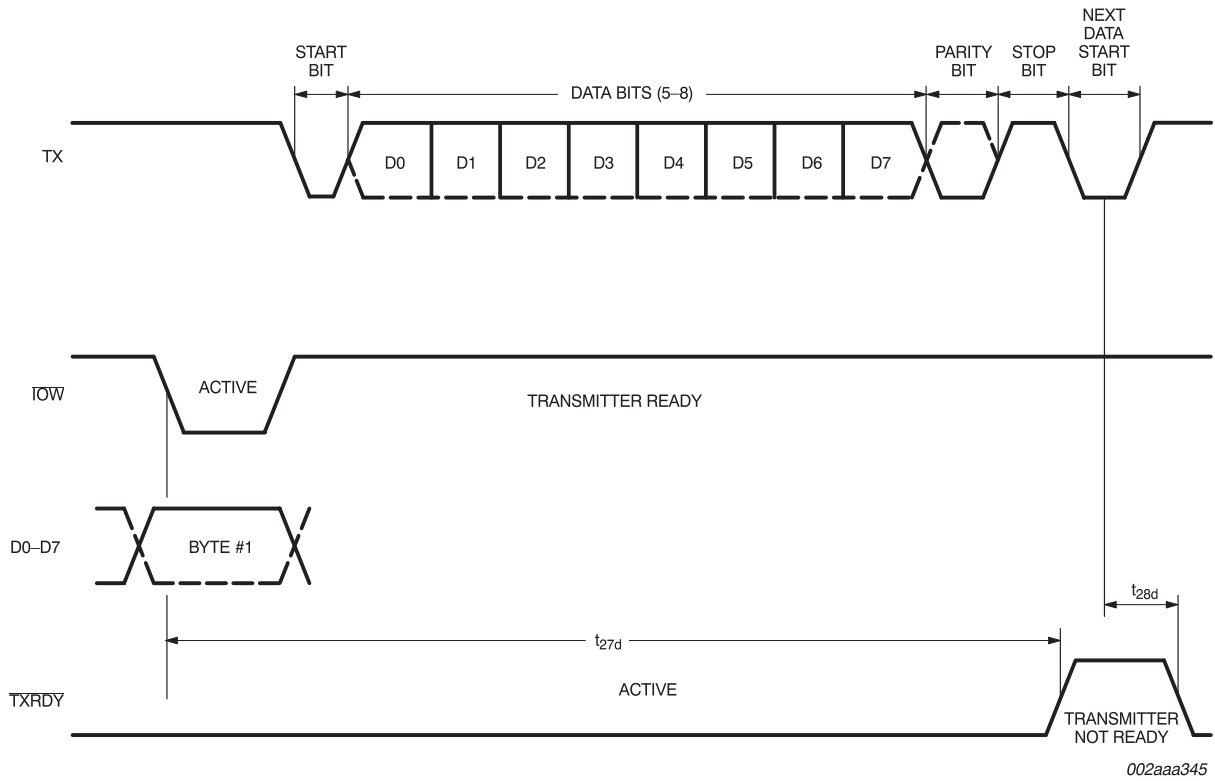 START
BIT
DATA BITS (5–8)
PARITY
BIT
STOP
BIT
NEXT
DATA
START
BIT
TX
D0
D1
D2
D3
D4
D5
D6
D7
IOW
ACTIVE
TRANSMITTER READY
D0–D7
BYTE #1
t28d
t27d
TXRDY
ACTIVE
TRANSMITTER
NOT READY
002aaa345